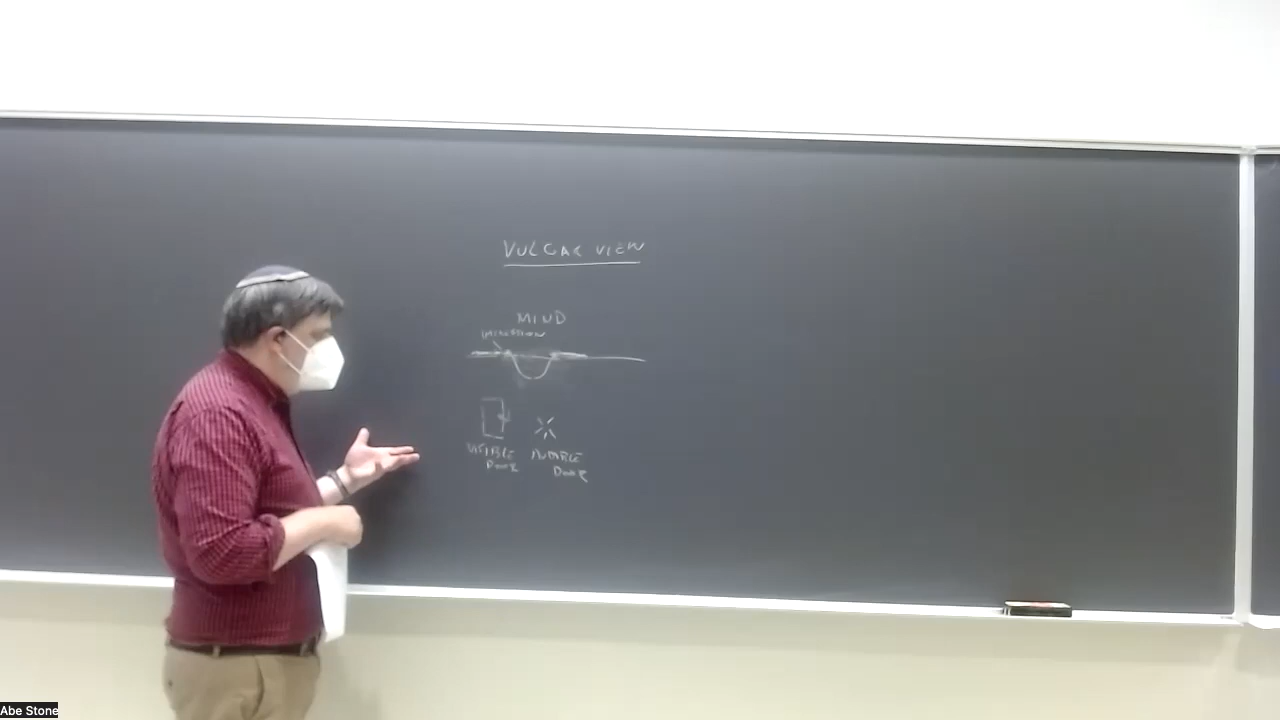 VULGAR VIEW
MIND
IMPRESSION
VISIBLE DOOR
AUDIBLE DOOR
Abe Stone